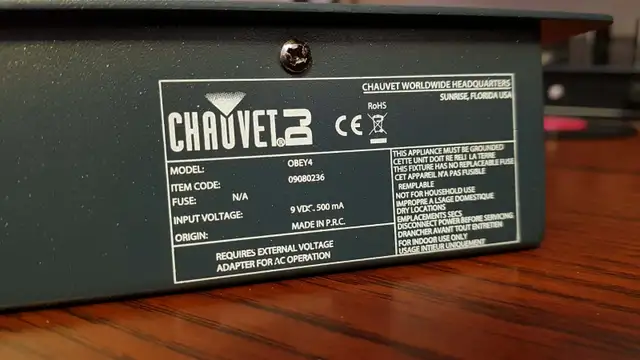 CHAUVET WORLDWIDE HEADQUARTERS
SUNRISE, FLORIDA USA
CHAUVET® DJ
CE
RoHS
MODEL: OBEY4
ITEM CODE: 09080236
FUSE: N/A
INPUT VOLTAGE: 9 VDC, 500 mA
ORIGIN: MADE IN P.R.C.
REQUIRES EXTERNAL VOLTAGE
ADAPTER FOR AC OPERATION
THIS APPLIANCE MUST BE GROUNDED
CETTE UNIT DOIT RE RELI LA TERRE
THIS FIXTURE HAS NO REPLACEABLE FUSE
CET APPAREIL N'A PAS FUSIBLE
REMPLABLE
NOT FOR HOUSEHOLD USE
IMPROPRE A LSAGE DOMESTIQUE
DRY LOCATIONS
EMPLACEMENTS SECS
DISCONNECT POWER BEFORE SERVICING
DRANCHER AVANT TOUT ENTRETIEN
FOR INDOOR USE ONLY
USAGE INTIEUR UNIQUEMENT